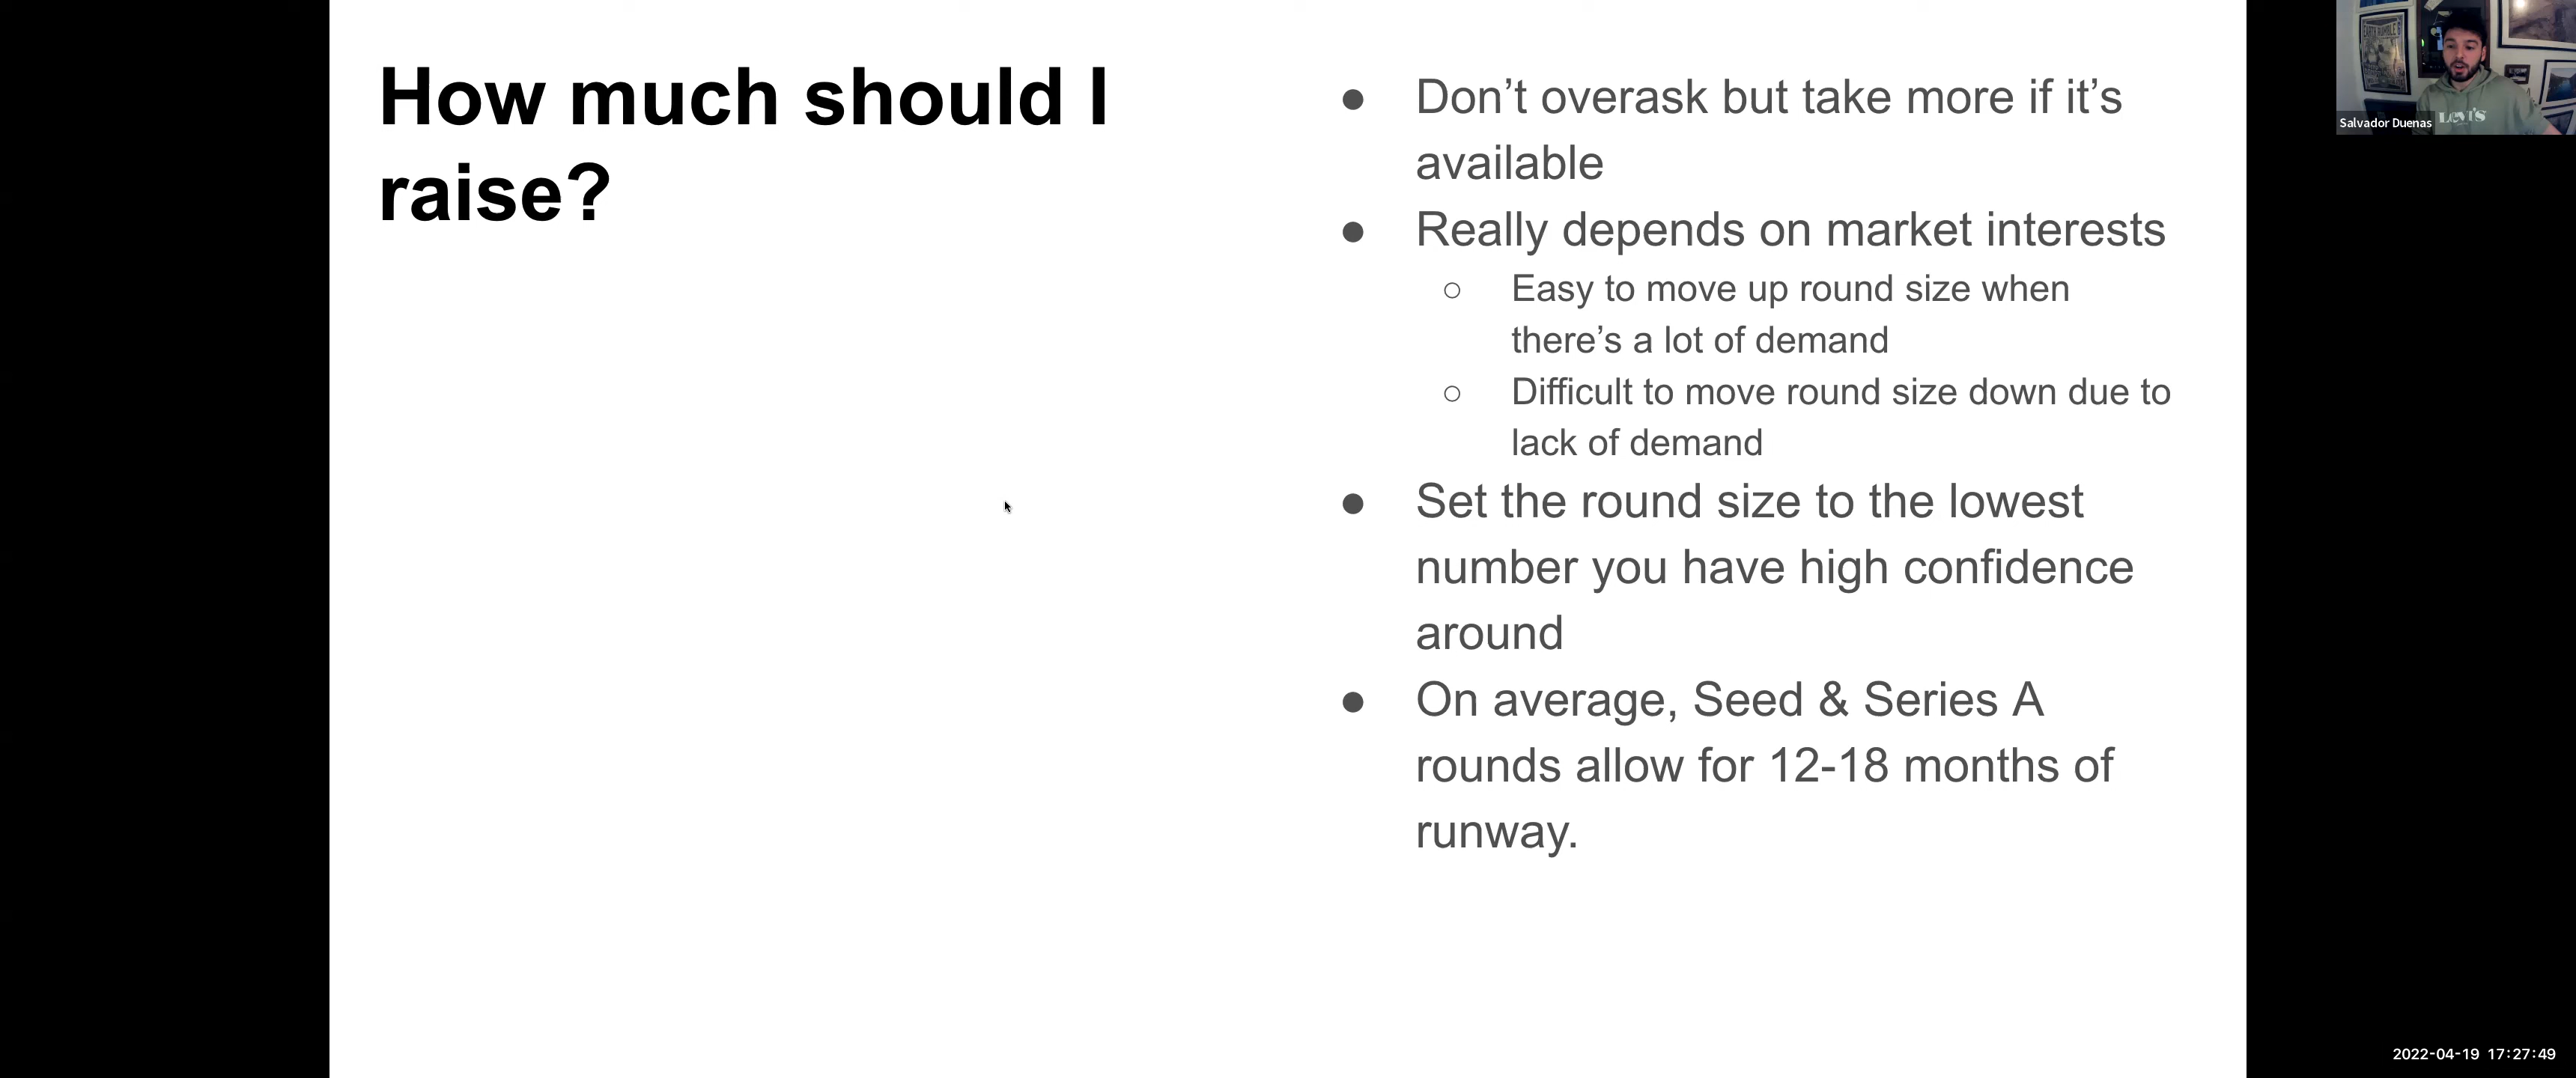 How much should I
raise?
● Don’t overask but take more if it’s
available
● Really depends on market interests
○ Easy to move up round size when
there’s a lot of demand
○ Difficult to move round size down due to
lack of demand
● Set the round size to the lowest
number you have high confidence
around
● On average, Seed & Series A
rounds allow for 12-18 months of
runway.
LEVI'S
Salvador Duenas
2022-04-19 17:27:49